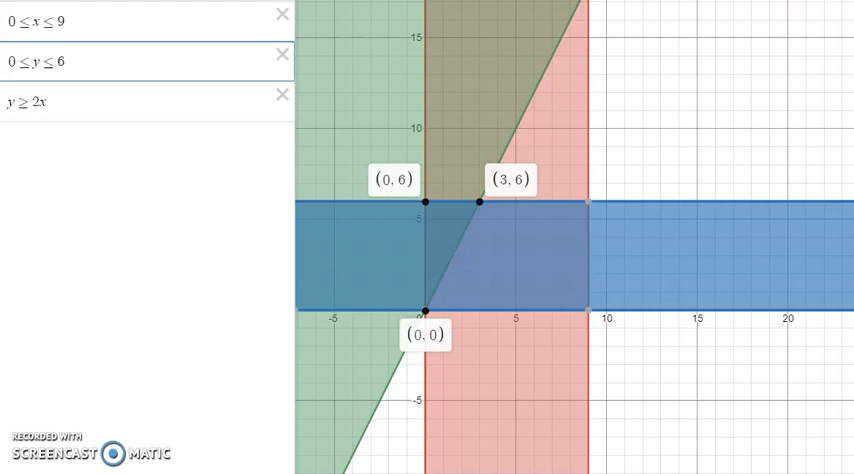 0 ≤ x ≤ 9
0 ≤ y ≤ 6
y ≥ 2x
15
10
(0, 6)
(3, 6)
5
-5
0
5
10
15
20
(0, 0)
-5
RECORDED WITH
SCREENCAST MATIC